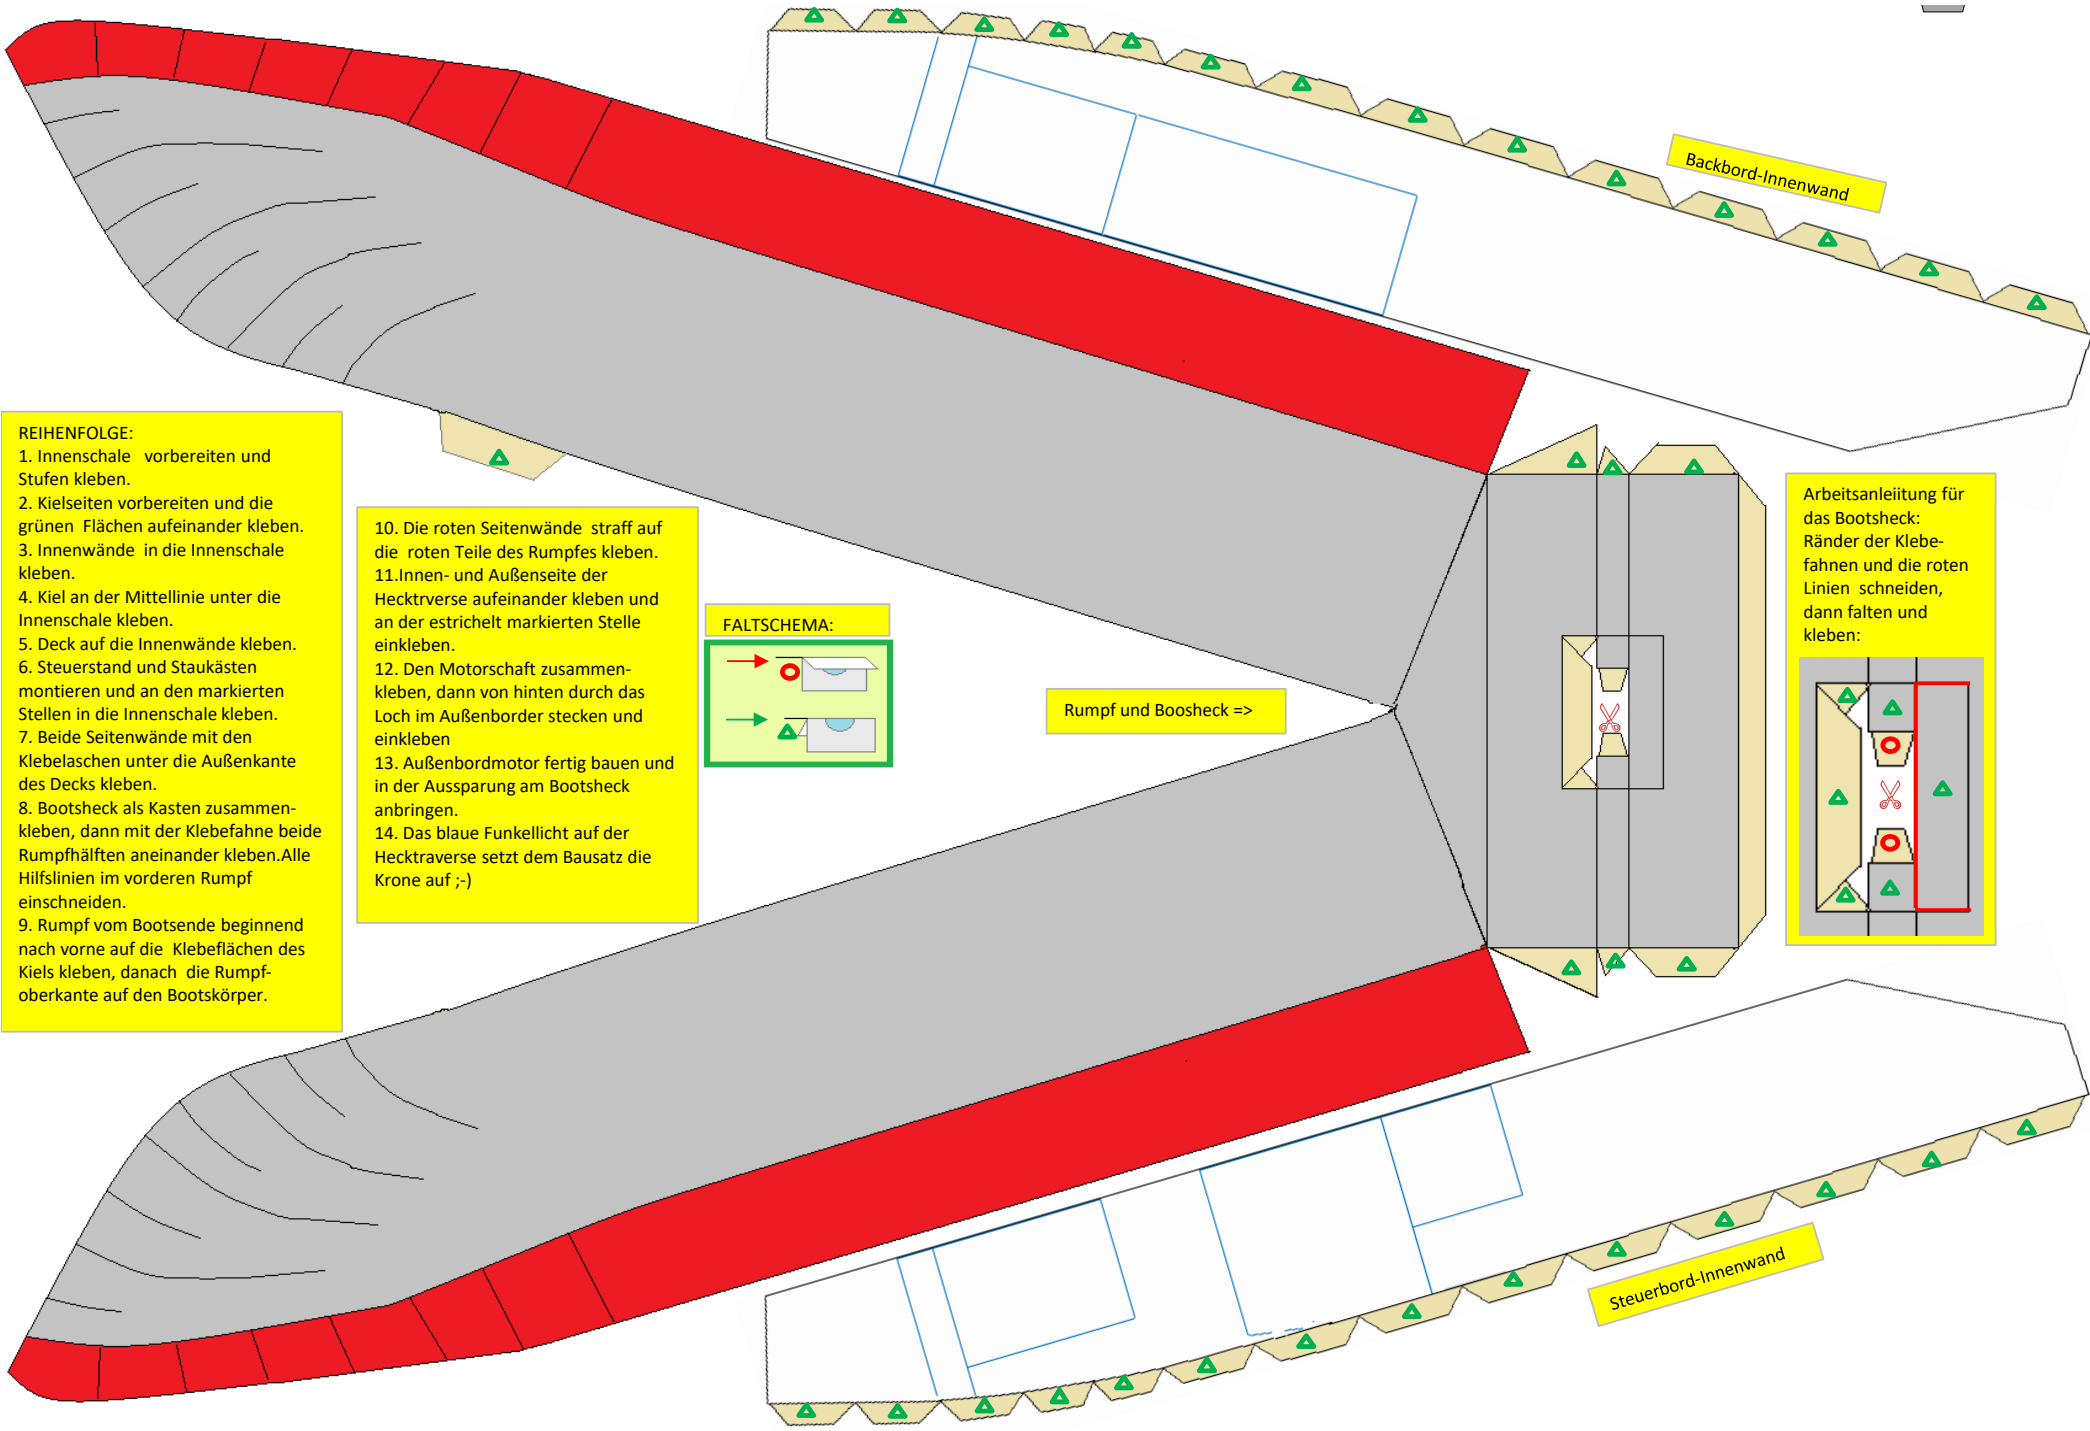 Backbord-Innenwand
REIHENFOLGE:
1. Innenschale vorbereiten und
Stufen kleben.
2. Kielseiten vorbereiten und die
grünen Flächen aufeinander kleben.
3. Innenwände in die Innenschale
kleben.
4. Kiel an der Mittellinie unter die
Innenschale kleben.
5. Deck auf die Innenwände kleben.
6. Steuerstand und Staukästen
montieren und an den markierten
Stellen in die Innenschale kleben.
7. Beide Seitenwände mit den
Klebelaschen unter die Außenkante
des Decks kleben.
8. Bootsheck als Kasten zusammen-
kleben, dann mit der Klebefahne beide
Rumpfhälften aneinander kleben.Alle
Hilfslinien im vorderen Rumpf
einschneiden.
9. Rumpf vom Bootsende beginnend
nach vorne auf die Klebeflächen des
Kiels kleben, danach die Rumpf-
oberkante auf den Bootskörper.
10. Die roten Seitenwände straff auf
die roten Teile des Rumpfes kleben.
11.Innen- und Außenseite der
Hecktrverse aufeinander kleben und
an der estrichelt markierten Stelle
einkleben.
12. Den Motorschaft zusammen-
kleben, dann von hinten durch das
Loch im Außenborder stecken und
einkleben
13. Außenbordmotor fertig bauen und
in der Aussparung am Bootsheck
anbringen.
14. Das blaue Funkellicht auf der
Hecktraverse setzt dem Bausatz die
Krone auf ;-)
FALTSCHEMA:
Rumpf und Boosheck =>
Arbeitsanleiitung für
das Bootsheck:
Ränder der Klebe-
fahnen und die roten
Linien schneiden,
dann falten und
kleben:
Steuerbord-Innenwand